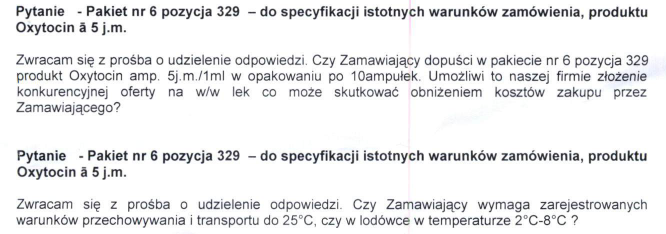 Pytanie - Pakiet nr 6 pozycja 329 – do specyfikacji istotnych warunków zamówienia, produktu
Oxytocin ā 5 j.m.
Zwracam się z prośba o udzielenie odpowiedzi. Czy Zamawiający dopuści w pakiecie nr 6 pozycja 329
produkt Oxytocin amp. 5j.m./1ml w opakowaniu po 10ampułek. Umożliwi to naszej firmie złożenie
konkurencyjnej oferty na w/w lek co może skutkować obniżeniem kosztów zakupu przez
Zamawiającego?
Pytanie - Pakiet nr 6 pozycja 329 – do specyfikacji istotnych warunków zamówienia, produktu
Oxytocin ā 5 j.m.
Zwracam się z prośba o udzielenie odpowiedzi. Czy Zamawiający wymaga zarejestrowanych
warunków przechowywania i transportu do 25°C, czy w lodówce w temperaturze 2°C-8°C ?